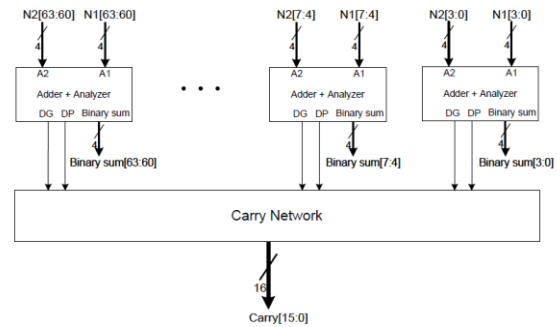 N2[63:60] N1[63:60] N2[7:4] N1[7:4] N2[3:0] N1[3:0]
4 4 4 4 4 4
A2 A1 A2 A1 A2 A1
Adder + Analyzer Adder + Analyzer Adder + Analyzer
DG DP Binary sum DG DP Binary sum DG DP Binary sum
4 4 4
Binary sum[63:60] Binary sum[7:4] Binary sum[3:0]
Carry Network
16
Carry[15:0]